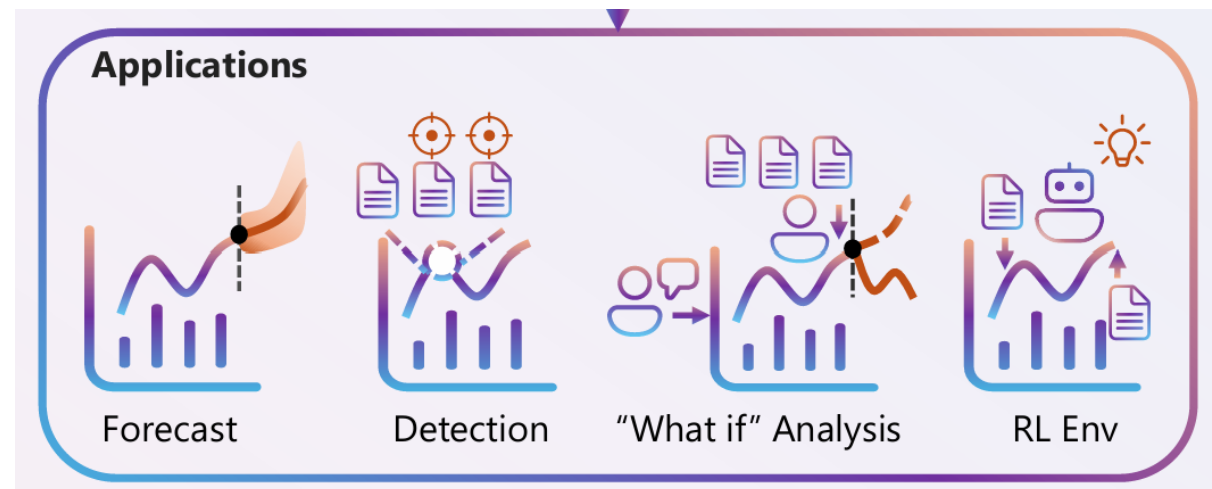 Applications
Forecast
Detection
“What if” Analysis
RL Env